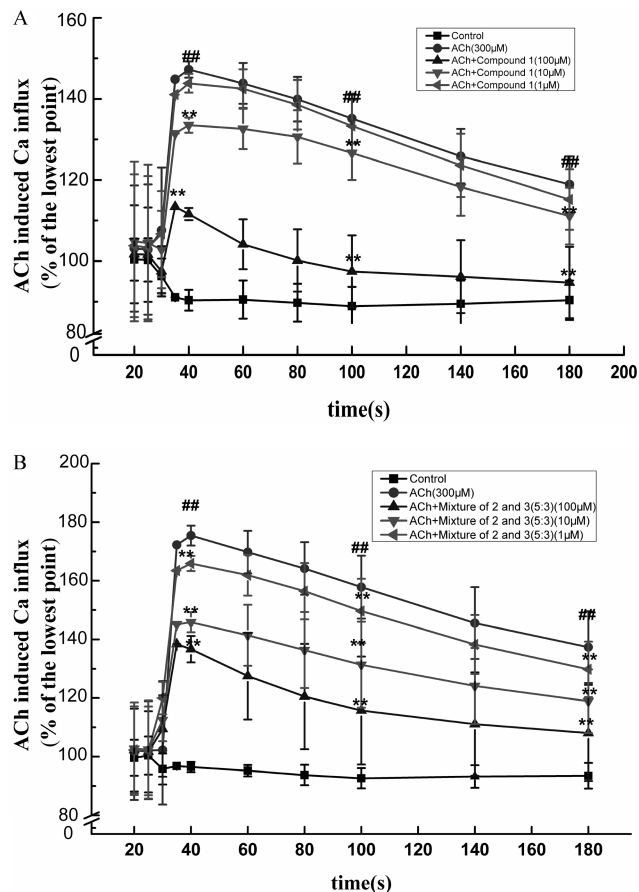 A
160
140
120
100
80
0
ACh induced Ca influx
(% of the lowest point)
Control
ACh(300μM)
ACh+Compound 1(100μM)
ACh+Compound 1(10μM)
ACh+Compound 1(1μM)
##
##
##
**
**
**
**
**
**
20 40 60 80 100 120 140 160 180 200
time(s)
B
200
180
160
140
120
100
80
0
ACh induced Ca influx
(% of the lowest point)
Control
ACh(300μM)
ACh+Mixture of 2 and 3(5:3)(100μM)
ACh+Mixture of 2 and 3(5:3)(10μM)
ACh+Mixture of 2 and 3(5:3)(1μM)
##
##
##
**
**
**
**
**
**
**
**
**
20 40 60 80 100 120 140 160 180
time(s)